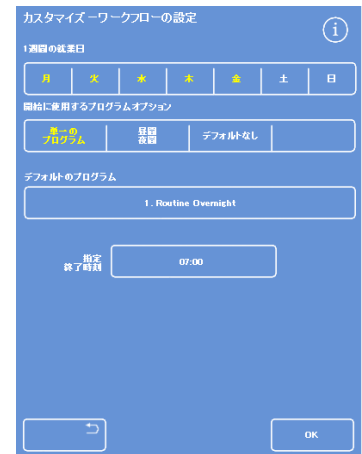 カスタマイズーワークフローの設定
i
1週間の就業日
月 火 水 木 金 土 日
開始に使用するプログラムオプション
単一の
プログラム
昼間
夜間
デフォルトなし
デフォルトのプログラム
1. Routine Overnight
指定
終了時刻
07:00
OK